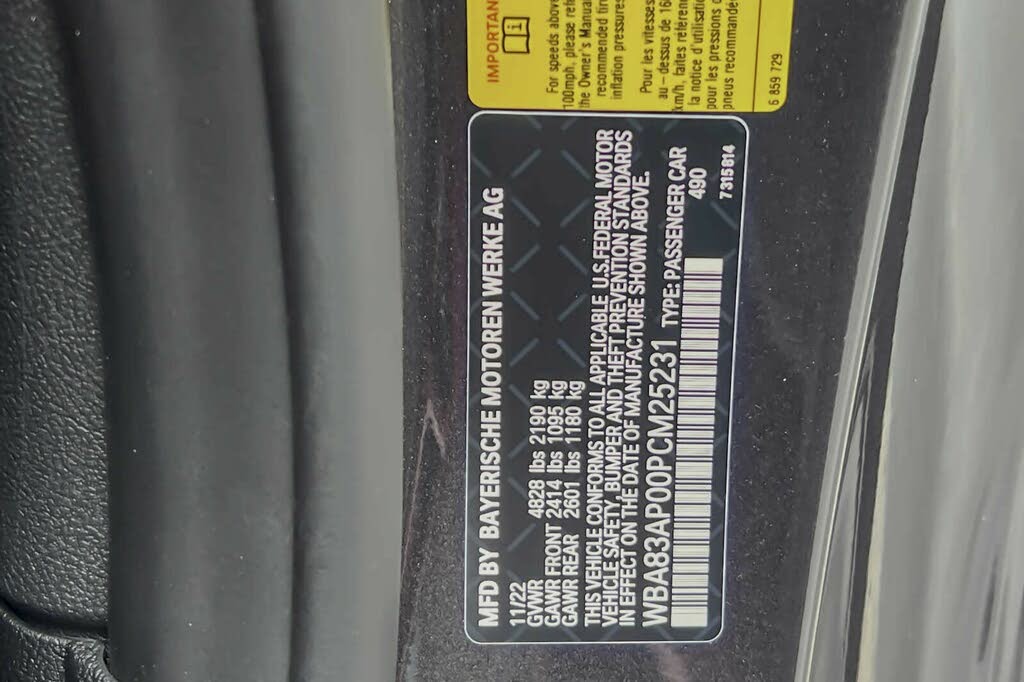 IMPORTAN
For speeds above
100mph, please ref
the Owner's Manua
recommended tir
inflation pressures
Pour les vitesses
au-dessus de 16
km/h, faites référen
la notice d'utilisati
pour les pressions d
pneus recommandé
6 859 729
MFD BY BAYERISCHE MOTOREN WERKE AG
11/22
GVWR 4828 lbs 2190 kg
GAWR FRONT 2414 lbs 1095 kg
GAWR REAR 2601 lbs 1180 kg
THIS VEHICLE CONFORMS TO ALL APPLICABLE U.S.FEDERAL MOTOR
VEHICLE SAFETY, BUMPER AND THEFT PREVENTION STANDARDS
IN EFFECT ON THE DATE OF MANUFACTURE SHOWN ABOVE.
WBA83AP00PCM25231 TYPE: PASSENGER CAR
490
7315814